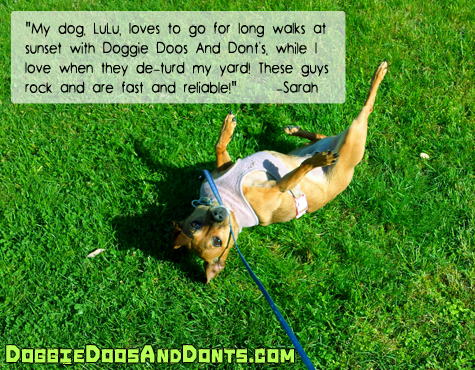 "My dog, LuLu, loves to go for long walks at
sunset with Doggie Doos And Dont's, while I
love when they de-turd my yard! These guys
rock and are fast and reliable!" -Sarah
DoggieDoosAndDonts.com